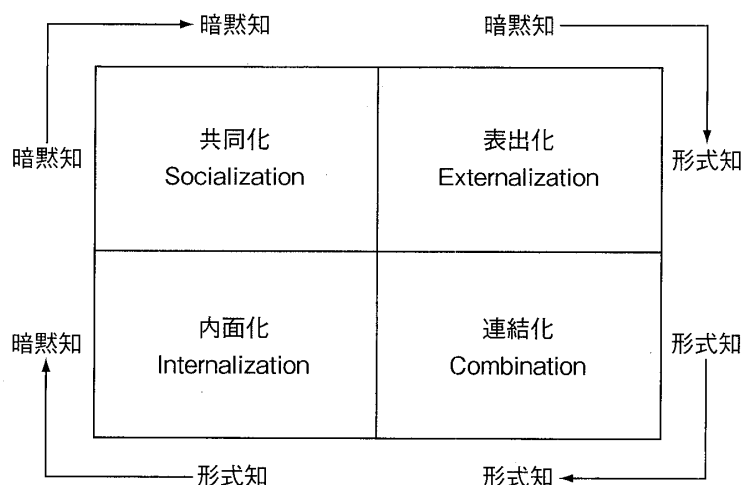 暗黙知
暗黙知
暗黙知
共同化
Socialization
表出化
Externalization
形式知
暗黙知
内面化
Internalization
連結化
Combination
形式知
形式知
形式知